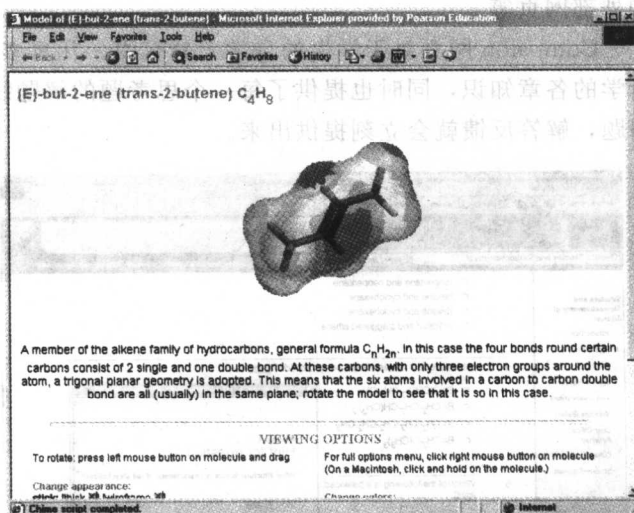 Model of (E)-but-2-ene (trans-2-butene) - Microsoft Internet Explorer provided by Pearson Education
File Edit View Favorites Tools Help
Back Search Favorites History
(E)-but-2-ene (trans-2-butene) C4H8
A member of the alkene family of hydrocarbons, general formula CnH2n. In this case the four bonds round certain
carbons consist of 2 single and one double bond. At these carbons, with only three electron groups around the
atom, a trigonal planar geometry is adopted. This means that the six atoms involved in a carbon to carbon double
bond are all (usually) in the same plane; rotate the model to see that it is so in this case.
VIEWING OPTIONS
To rotate: press left mouse button on molecule and drag
For full options menu, click right mouse button on molecule
(On a Macintosh, click and hold on the molecule.)
Change appearance:
Change colors:
Chime script completed.
Internet